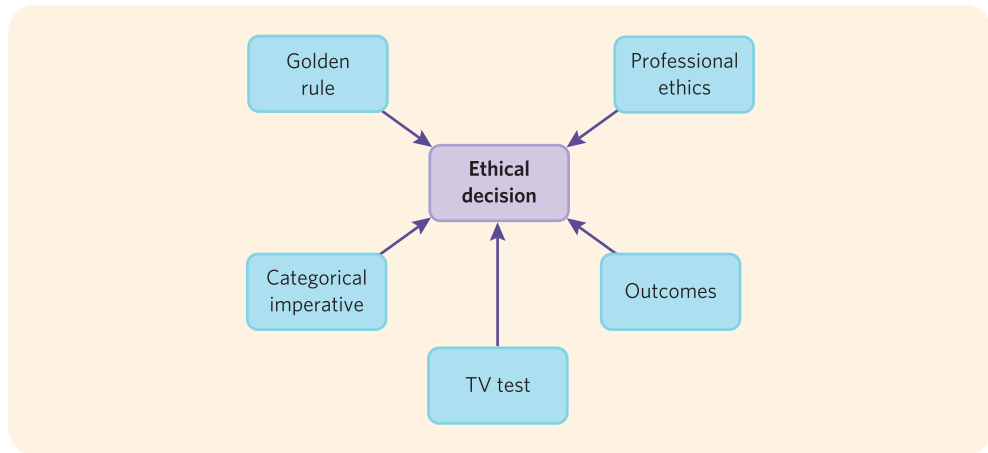 Golden
rule
Professional
ethics
Ethical
decision
Categorical
imperative
Outcomes
TV test